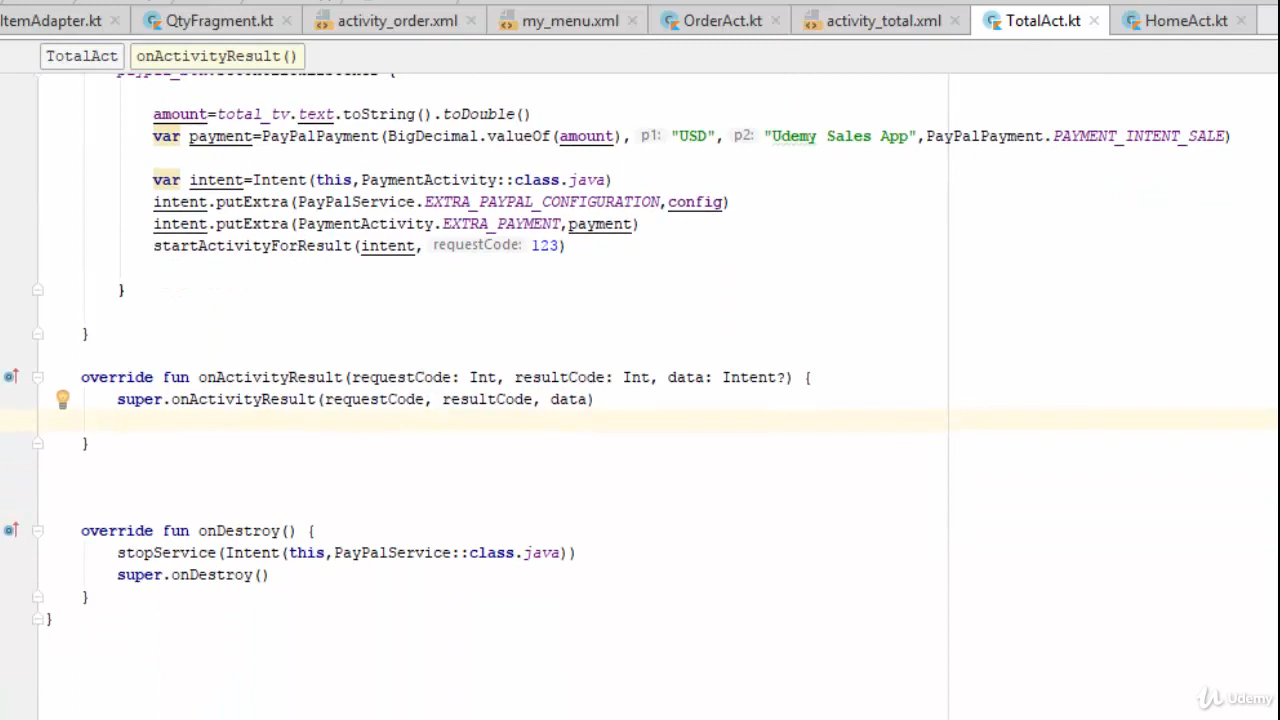 ItemAdapter.kt QtyFragment.kt activity_order.xml my_menu.xml OrderAct.kt activity_total.xml TotalAct.kt HomeAct.kt
TotalAct onActivityResult()
amount=total_tv.text.toString().toDouble()
var payment=PayPalPayment(BigDecimal.valueOf(amount), p1: "USD", p2: "Udemy Sales App",PayPalPayment.PAYMENT_INTENT_SALE)
var intent=Intent(this,PaymentActivity::class.java)
intent.putExtra(PayPalService.EXTRA_PAYPAL_CONFIGURATION,config)
intent.putExtra(PaymentActivity.EXTRA_PAYMENT,payment)
startActivityForResult(intent, requestCode: 123)
}
}
override fun onActivityResult(requestCode: Int, resultCode: Int, data: Intent?) {
super.onActivityResult(requestCode, resultCode, data)
}
override fun onDestroy() {
stopService(Intent(this,PayPalService::class.java))
super.onDestroy()
}
}
Udemy